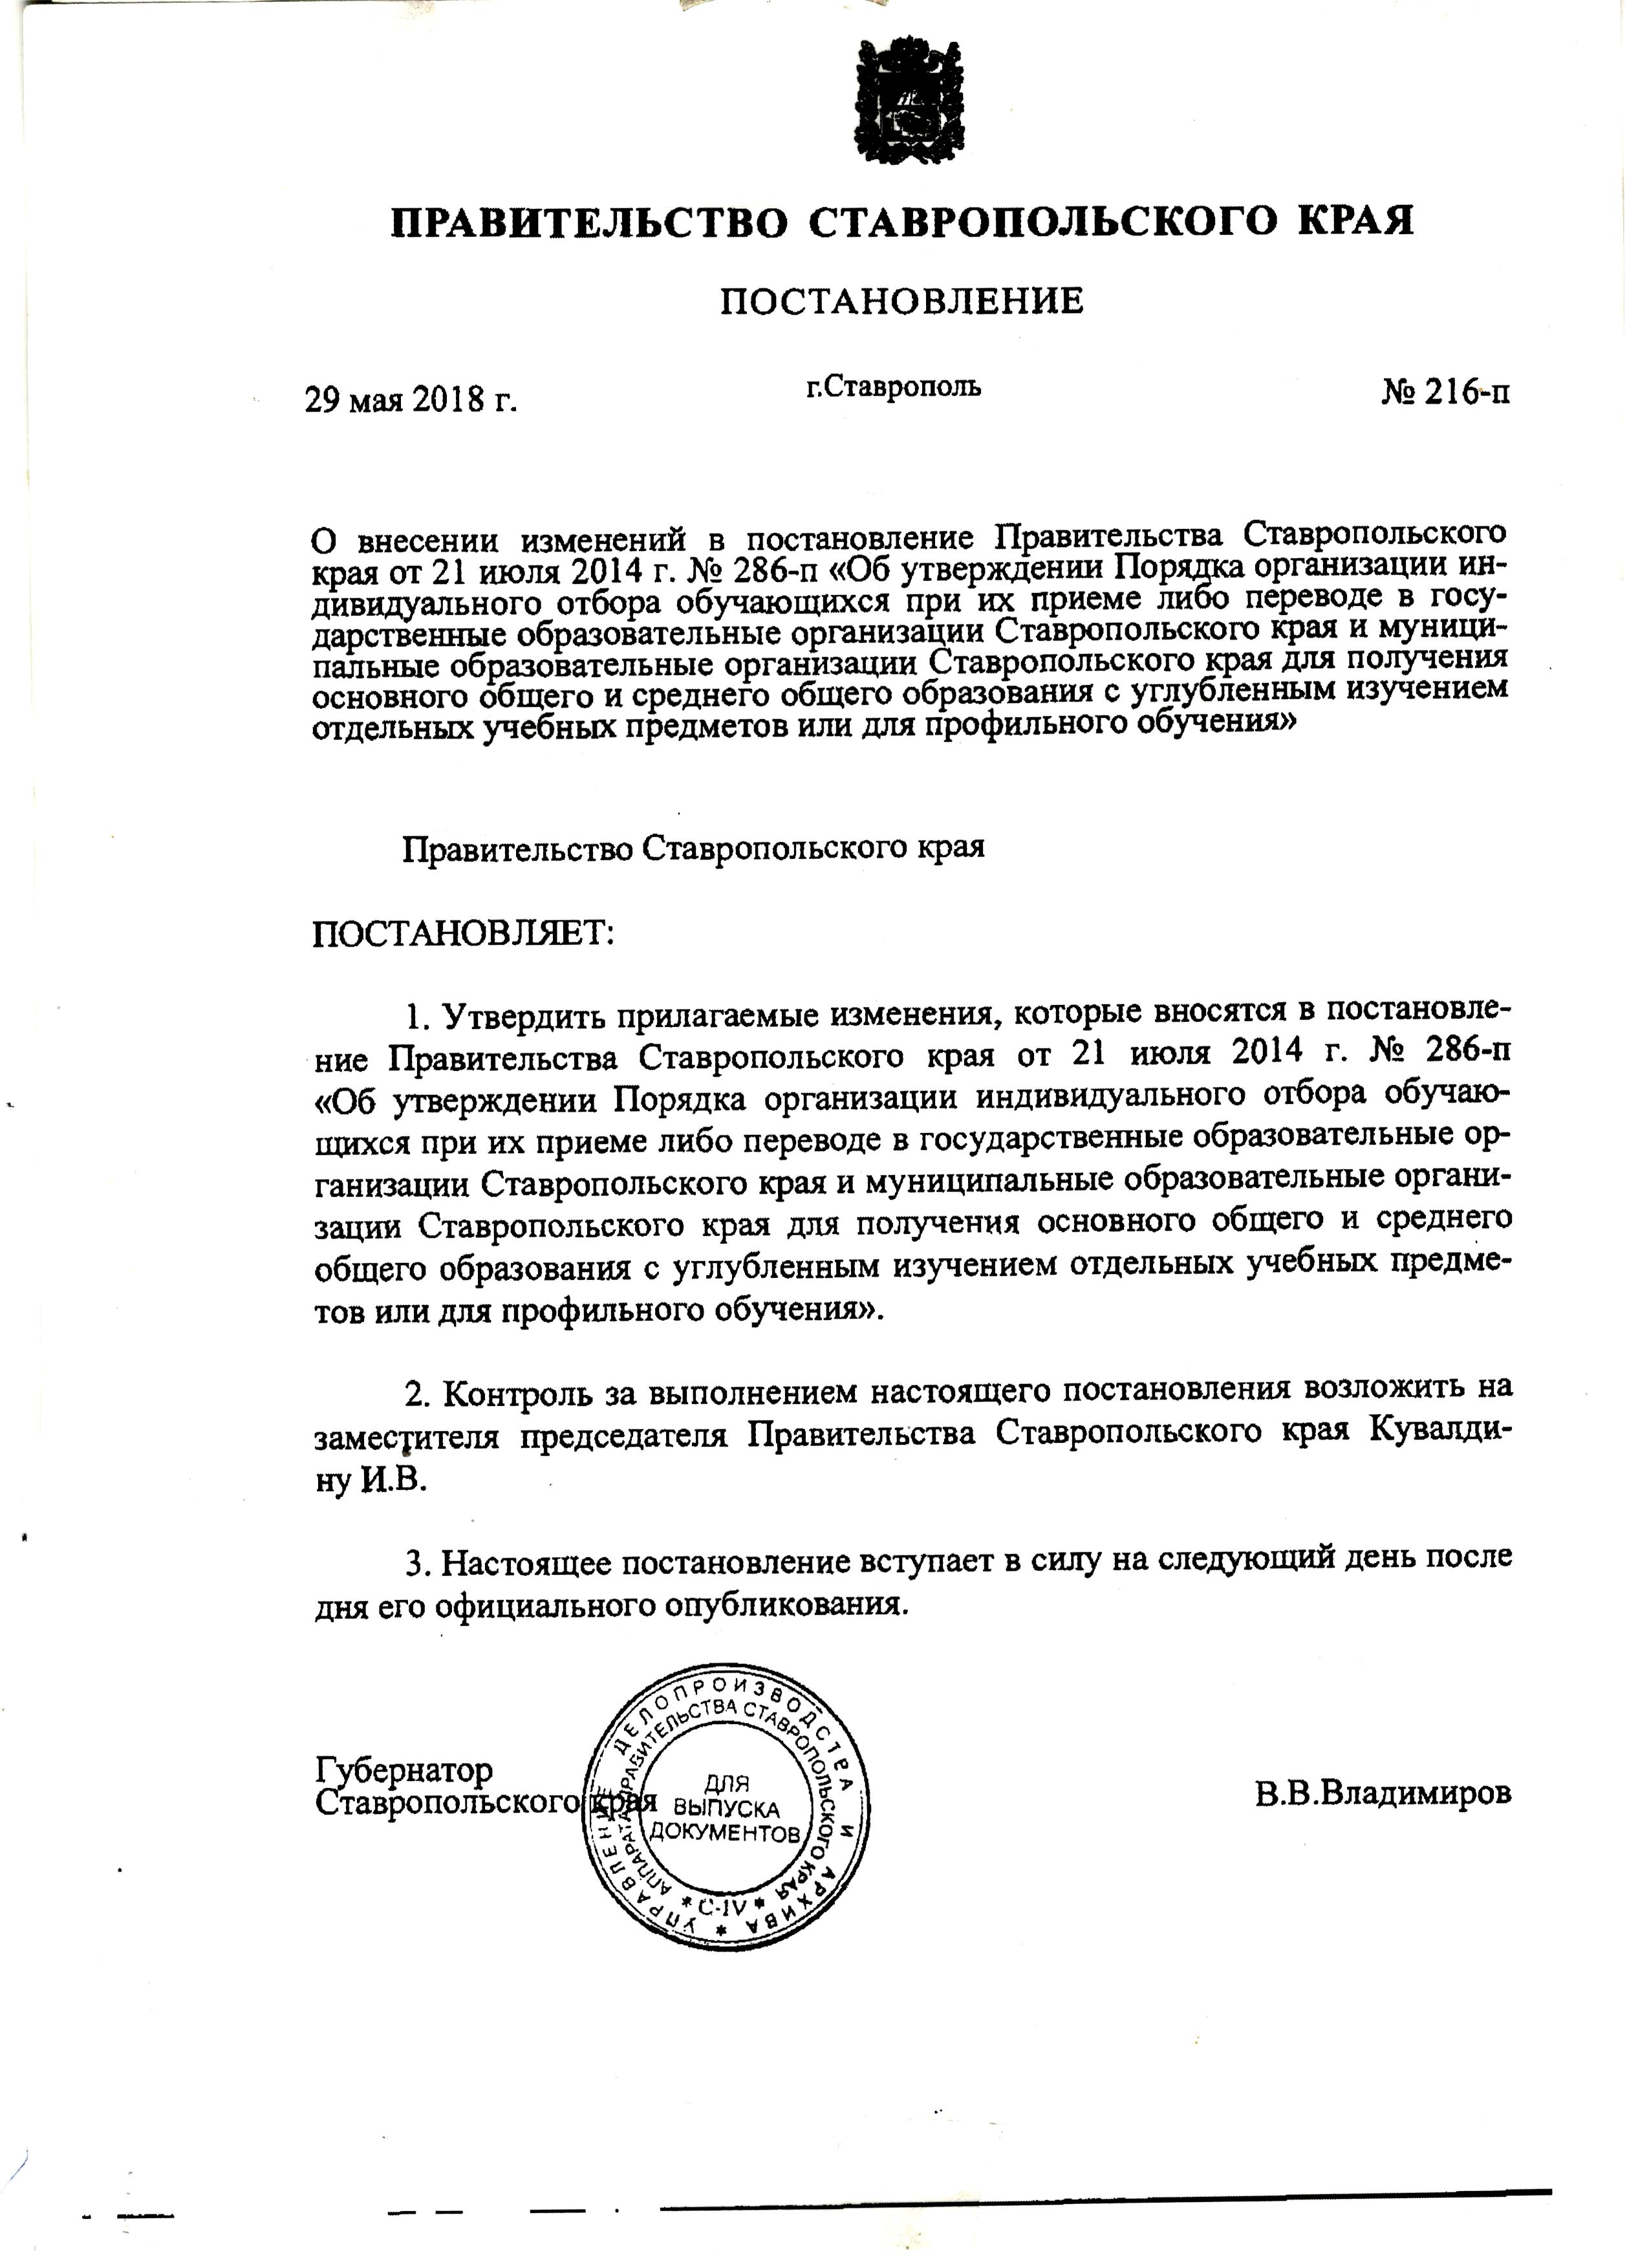 ПРАВИТЕЛЬСТВО СТАВРОПОЛЬСКОГО КРАЯ
ПОСТАНОВЛЕНИЕ
29 мая 2018 г.
г.Ставрополь
№ 216-п
О внесении изменений в постановление Правительства Ставропольского
края от 21 июля 2014 г. № 286-п «Об утверждении Порядка организации ин-
дивидуального отбора обучающихся при их приеме либо переводе в госу-
дарственные образовательные организации Ставропольского края и муници-
пальные образовательные организации Ставропольского края для получения
основного общего и среднего общего образования с углубленным изучением
отдельных учебных предметов или для профильного обучения»
Правительство Ставропольского края
ПОСТАНОВЛЯЕТ:
1. Утвердить прилагаемые изменения, которые вносятся в постановле-
ние Правительства Ставропольского края от 21 июля 2014 г. № 286-п
«Об утверждении Порядка организации индивидуального отбора обучаю-
щихся при их приеме либо переводе в государственные образовательные ор-
ганизации Ставропольского края и муниципальные образовательные органи-
зации Ставропольского края для получения основного общего и среднего
общего образования с углубленным изучением отдельных учебных предме-
тов или для профильного обучения».
2. Контроль за выполнением настоящего постановления возложить на
заместителя председателя Правительства Ставропольского края Кувалди-
ну И.В.
3. Настоящее постановление вступает в силу на следующий день после
дня его официального опубликования.
Губернатор
Ставропольского края
В.В.Владимиров
УПРАВЛЕНИЕ ДЕЛОПРОИЗВОДСТВА И АРХИВА *
АППАРАТА ПРАВИТЕЛЬСТВА СТАВРОПОЛЬСКОГО КРАЯ
* С-IV *
ДЛЯ
ВЫПУСКА
ДОКУМЕНТОВ